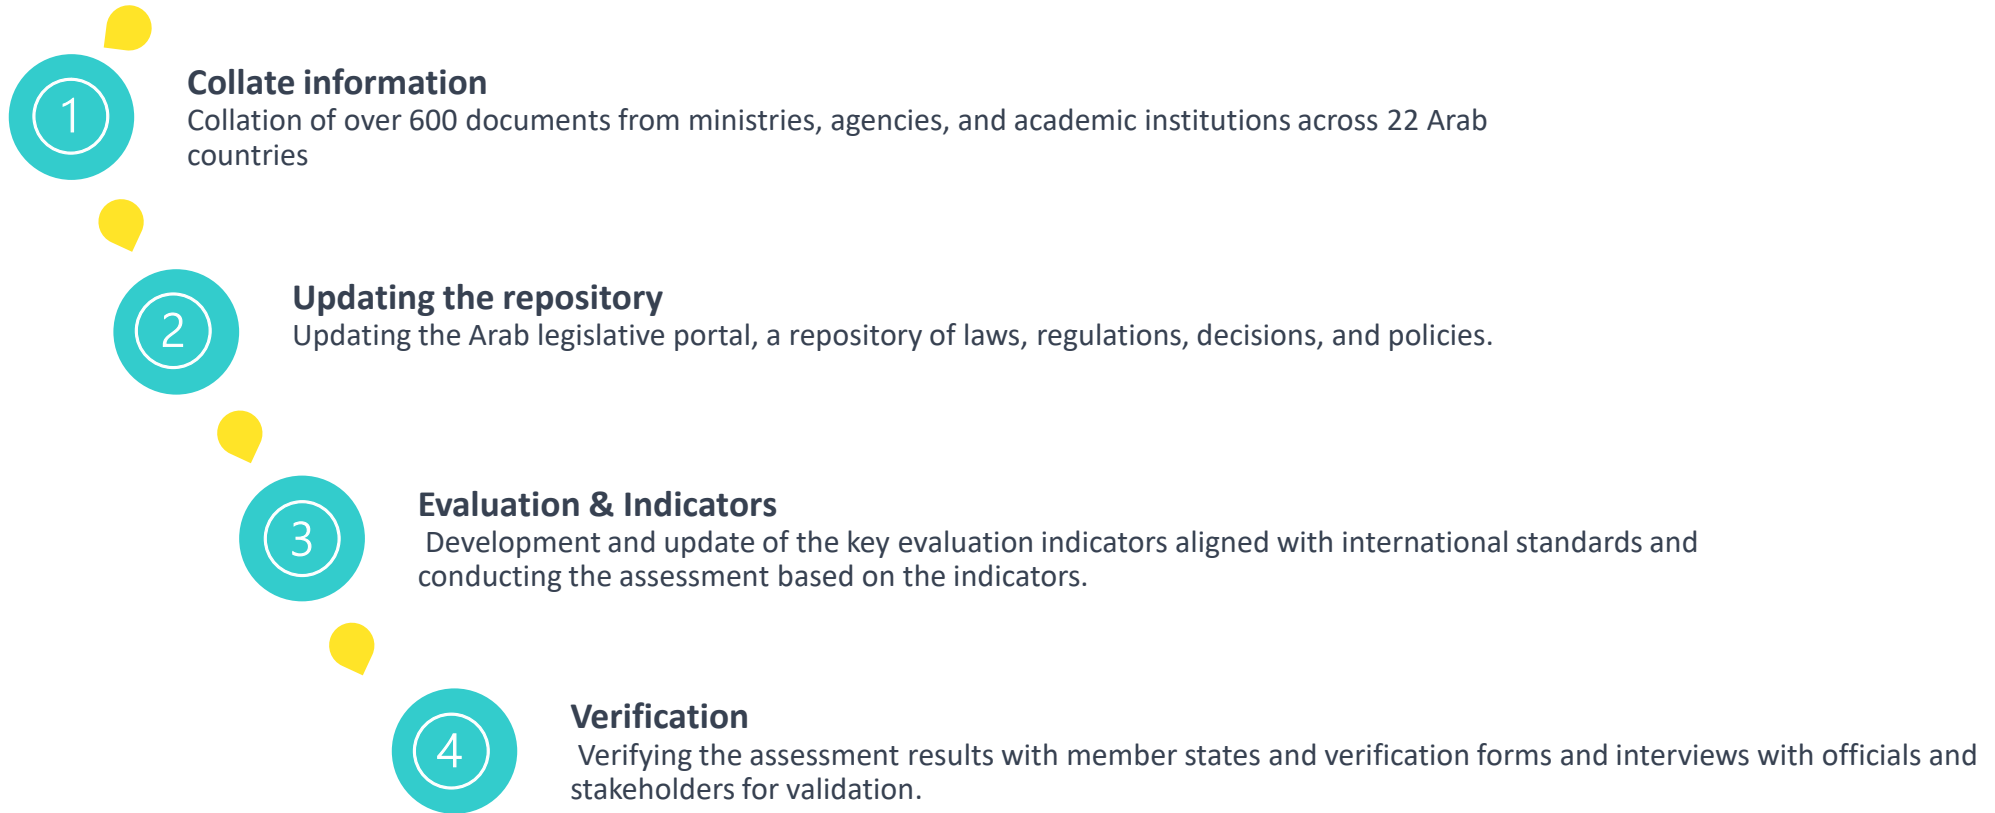 1
Collate information
Collation of over 600 documents from ministries, agencies, and academic institutions across 22 Arab
countries
2
Updating the repository
Updating the Arab legislative portal, a repository of laws, regulations, decisions, and policies.
3
Evaluation & Indicators
Development and update of the key evaluation indicators aligned with international standards and
conducting the assessment based on the indicators.
4
Verification
Verifying the assessment results with member states and verification forms and interviews with officials and
stakeholders for validation.